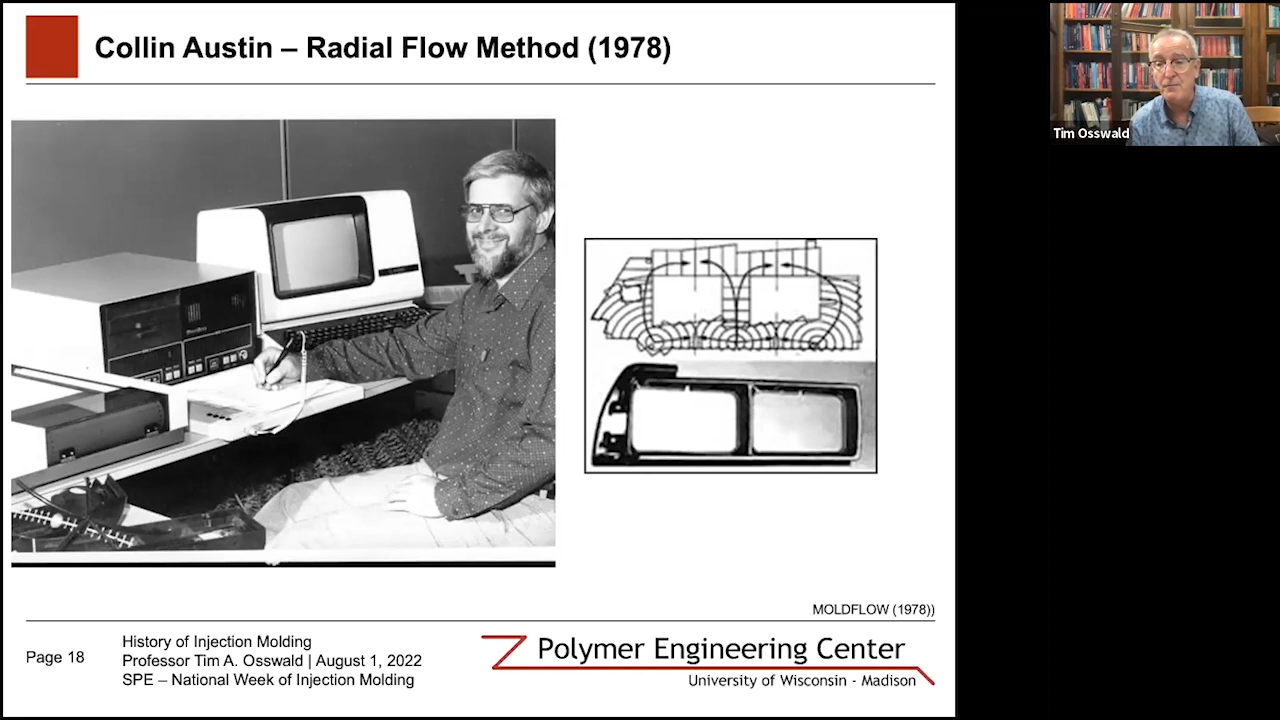 Collin Austin – Radial Flow Method (1978)
Tim Osswald
MOLDFLOW (1978))
Page 18
History of Injection Molding
Professor Tim A. Osswald | August 1, 2022
SPE – National Week of Injection Molding
Polymer Engineering Center
University of Wisconsin - Madison